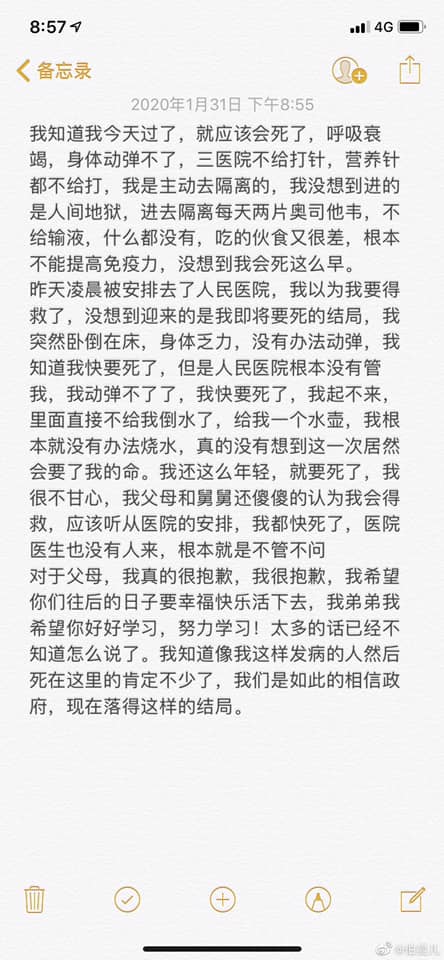 8:57
4G
备忘录
2020年1月31日 下午8:55
我知道我今天过了，就应该会死了，呼吸衰
竭，身体动弹不了，三医院不给打针，营养针
都不给打，我是主动去隔离的，我没想到进的
是人间地狱，进去隔离每天两片奥司他韦，不
给输液，什么都没有，吃的伙食又很差，根本
不能提高免疫力，没想到我会死这么早。
昨天凌晨被安排去了人民医院，我以为我要得
救了，没想到迎来的是我即将要死的结局，我
突然卧倒在床，身体乏力，没有办法动弹，我
知道我快要死了，但是人民医院根本没有管
我，我动弹不了了，我快要死了，我起不来，
里面直接不给我倒水了，给我一个水壶，我根
本就没有办法烧水，真的没有想到这一次居然
会要了我的命。我还这么年轻，就要死了，我
很不甘心，我父母和舅舅还傻傻的认为我会得
救，应该听从医院的安排，我都快死了，医院
医生也没有人来，根本就是不管不问
对于父母，我真的很抱歉，我很抱歉，我希望
你们往后的日子要幸福快乐活下去，我弟弟我
希望你好好学习，努力学习！太多的话已经不
知道怎么说了。我知道像我这样发病的人然后
死在这里的肯定不少了，我们是如此的相信政
府，现在落得这样的结局。